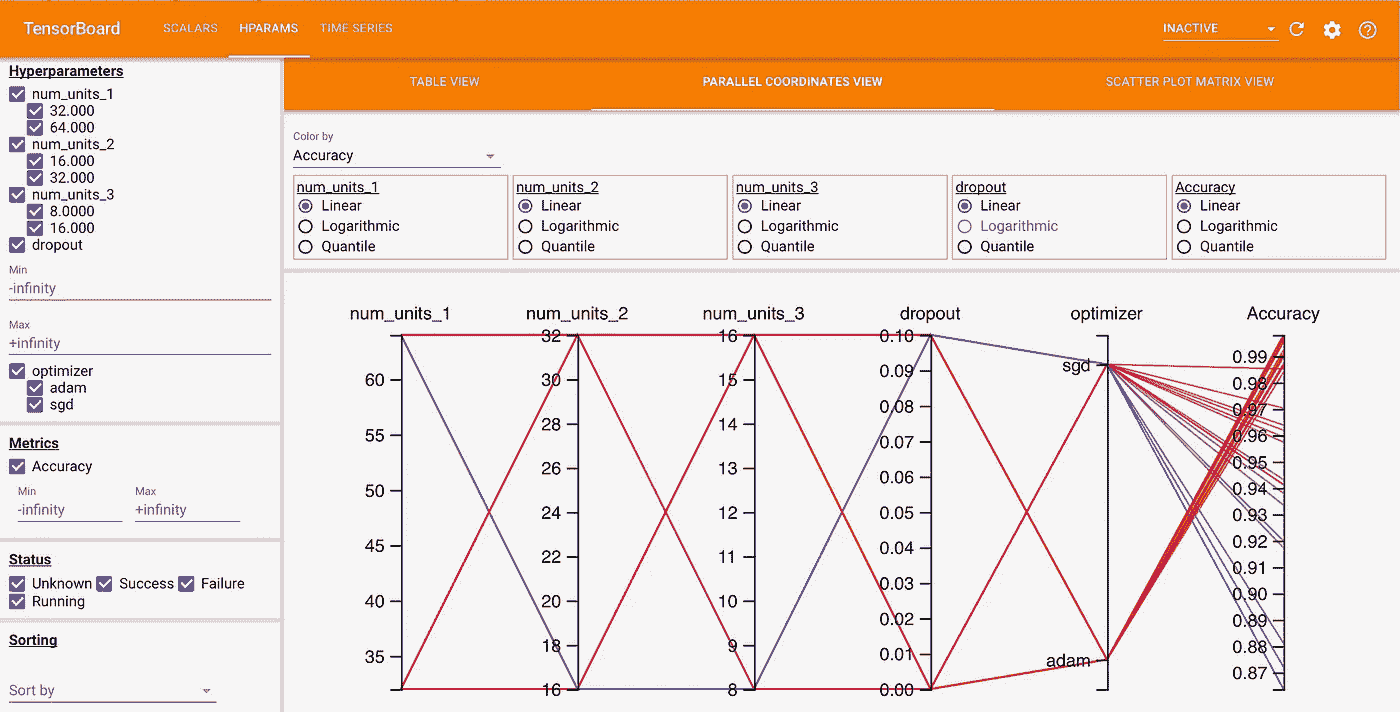 TensorBoard SCALARS HPARAMS TIME SERIES INACTIVE
Hyperparameters
num_units_1
32.000
64.000
num_units_2
16.000
32.000
num_units_3
8.0000
16.000
dropout
Min
-infinity
Max
+infinity
optimizer
adam
sgd
Metrics
Accuracy
Min Max
-infinity +infinity
Status
Unknown Success Failure
Running
Sorting
Sort by
TABLE VIEW PARALLEL COORDINATES VIEW SCATTER PLOT MATRIX VIEW
Color by
Accuracy
num_units_1
Linear
Logarithmic
Quantile
num_units_2
Linear
Logarithmic
Quantile
num_units_3
Linear
Logarithmic
Quantile
dropout
Linear
Logarithmic
Quantile
Accuracy
Linear
Logarithmic
Quantile
num_units_1
60
55
50
45
40
35
num_units_2
32
30
28
26
24
22
20
18
16
num_units_3
16
15
14
13
12
11
10
9
8
dropout
0.10
0.09
0.08
0.07
0.06
0.05
0.04
0.03
0.02
0.01
0.00
optimizer
sgd
adam
Accuracy
0.99
0.98
0.97
0.96
0.95
0.94
0.93
0.92
0.91
0.90
0.89
0.88
0.87